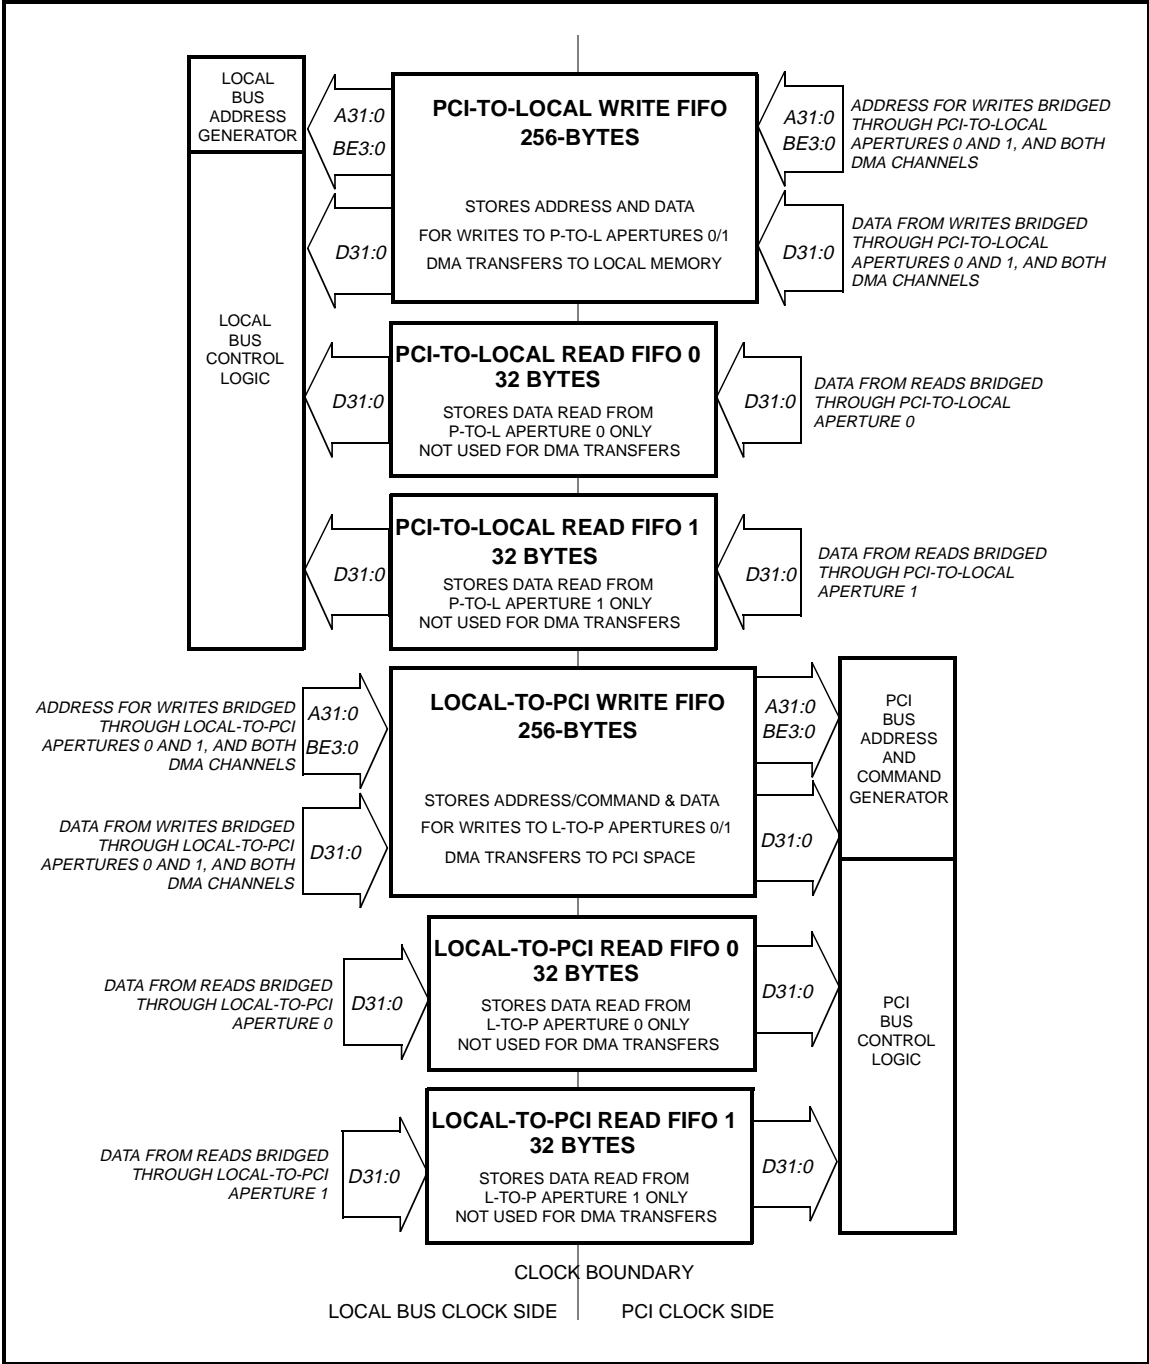 LOCAL
BUS
ADDRESS
GENERATOR
A31:0
BE3:0
PCI-TO-LOCAL WRITE FIFO
256-BYTES
STORES ADDRESS AND DATA
FOR WRITES TO P-TO-L APERTURES 0/1
DMA TRANSFERS TO LOCAL MEMORY
A31:0
BE3:0
ADDRESS FOR WRITES BRIDGED
THROUGH PCI-TO-LOCAL
APERTURES 0 AND 1, AND BOTH
DMA CHANNELS
D31:0
D31:0
DATA FROM WRITES BRIDGED
THROUGH PCI-TO-LOCAL
APERTURES 0 AND 1, AND BOTH
DMA CHANNELS
LOCAL
BUS
CONTROL
LOGIC
D31:0
PCI-TO-LOCAL READ FIFO 0
32 BYTES
STORES DATA READ FROM
P-TO-L APERTURE 0 ONLY
NOT USED FOR DMA TRANSFERS
D31:0
DATA FROM READS BRIDGED
THROUGH PCI-TO-LOCAL
APERTURE 0
D31:0
PCI-TO-LOCAL READ FIFO 1
32 BYTES
STORES DATA READ FROM
P-TO-L APERTURE 1 ONLY
NOT USED FOR DMA TRANSFERS
D31:0
DATA FROM READS BRIDGED
THROUGH PCI-TO-LOCAL
APERTURE 1
ADDRESS FOR WRITES BRIDGED
THROUGH LOCAL-TO-PCI
APERTURES 0 AND 1, AND BOTH
DMA CHANNELS
A31:0
BE3:0
LOCAL-TO-PCI WRITE FIFO
256-BYTES
STORES ADDRESS/COMMAND & DATA
FOR WRITES TO L-TO-P APERTURES 0/1
DMA TRANSFERS TO PCI SPACE
A31:0
BE3:0
PCI
BUS
ADDRESS
AND
COMMAND
GENERATOR
DATA FROM WRITES BRIDGED
THROUGH LOCAL-TO-PCI
APERTURES 0 AND 1, AND BOTH
DMA CHANNELS
D31:0
D31:0
DATA FROM READS BRIDGED
THROUGH LOCAL-TO-PCI
APERTURE 0
D31:0
LOCAL-TO-PCI READ FIFO 0
32 BYTES
STORES DATA READ FROM
L-TO-P APERTURE 0 ONLY
NOT USED FOR DMA TRANSFERS
D31:0
PCI
BUS
CONTROL
LOGIC
DATA FROM READS BRIDGED
THROUGH LOCAL-TO-PCI
APERTURE 1
D31:0
LOCAL-TO-PCI READ FIFO 1
32 BYTES
STORES DATA READ FROM
L-TO-P APERTURE 1 ONLY
NOT USED FOR DMA TRANSFERS
D31:0
CLOCK BOUNDARY
LOCAL BUS CLOCK SIDE
PCI CLOCK SIDE